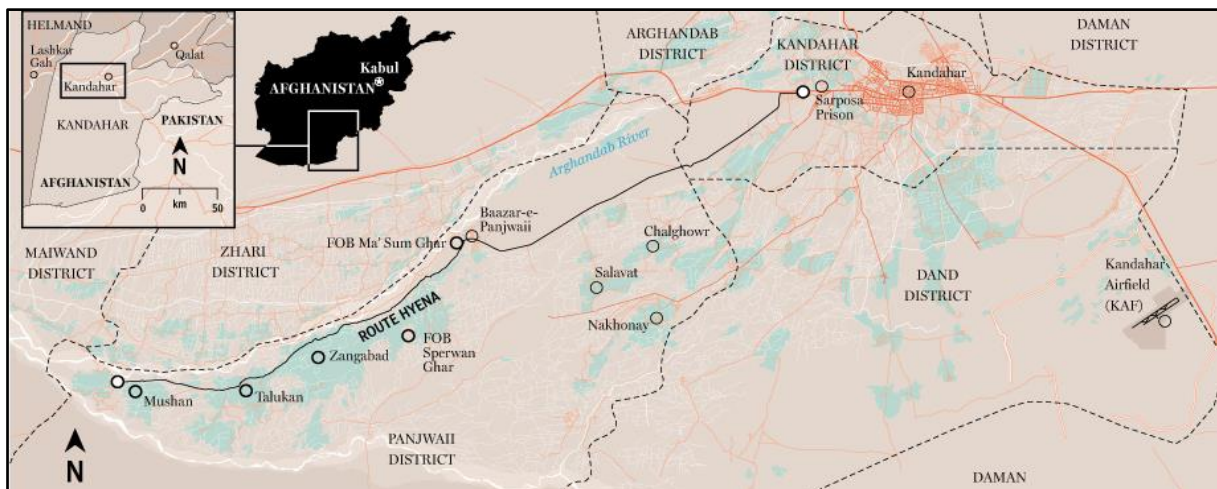 HELMAND
Lashkar
Gah
Qalat
Kandahar
KANDAHAR
PAKISTAN
N
AFGHANISTAN
0 km 50
Kabul
AFGHANISTAN
ARGHANDAB
DISTRICT
KANDAHAR
DISTRICT
DAMAN
DISTRICT
Kandahar
Sarposa
Prison
Arghandab River
Baazar-e-
Panjwaii
FOB Ma' Sum Ghar
Chalghowr
MAIWAND
DISTRICT
ZHARI
DISTRICT
Salavat
DAND
DISTRICT
Kandahar
Airfield
(KAF)
ROUTE HYENA
Nakhonay
FOB
Sperwan
Ghar
Zangabad
Talukan
Mushan
PANJWAII
DISTRICT
N
DAMAN